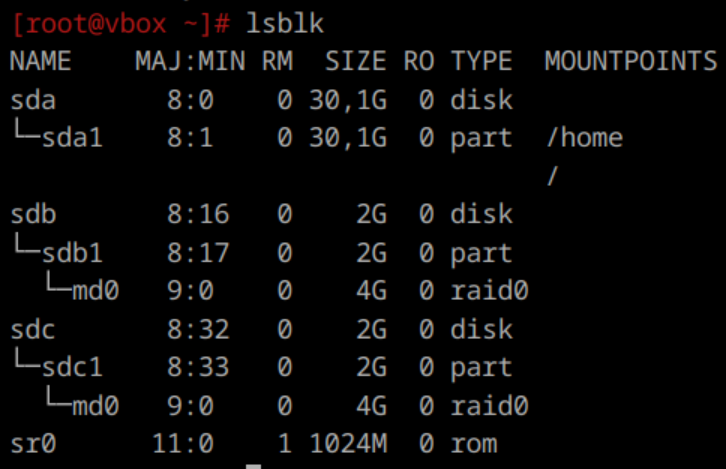 [root@vbox ~]# lsblk
NAME    MAJ:MIN RM   SIZE RO TYPE  MOUNTPOINTS
sda       8:0    0 30,1G  0 disk
└─sda1    8:1    0 30,1G  0 part  /home
                                   /
sdb       8:16   0    2G  0 disk
└─sdb1    8:17   0    2G  0 part
  └─md0   9:0    0    4G  0 raid0
sdc       8:32   0    2G  0 disk
└─sdc1    8:33   0    2G  0 part
  └─md0   9:0    0    4G  0 raid0
sr0      11:0    1 1024M  0 rom